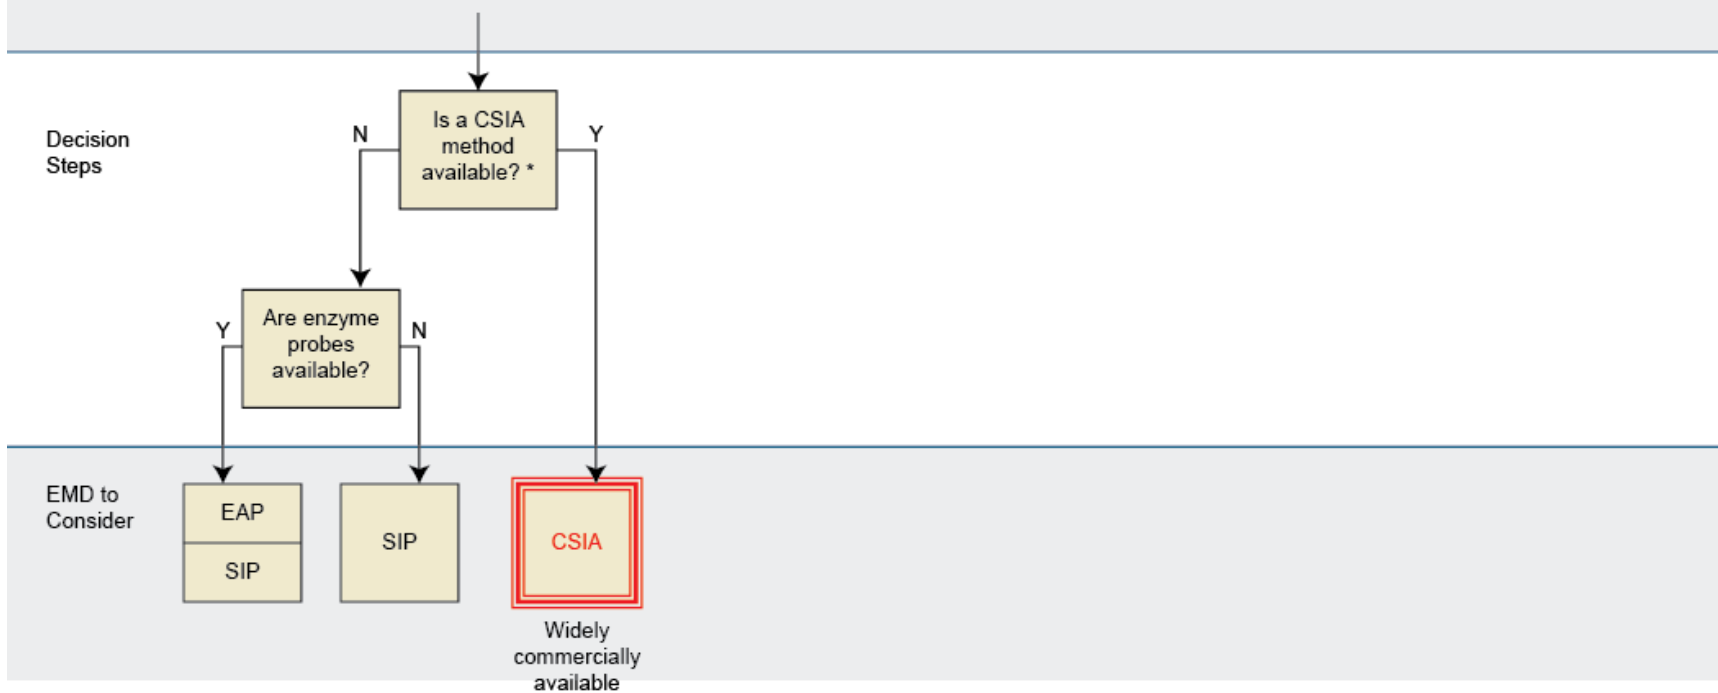 Decision
Steps
N
Is a CSIA
method
available? *
Y
Y
Are enzyme
probes
available?
N
EMD to
Consider
EAP
SIP
SIP
CSIA
Widely
commercially
available